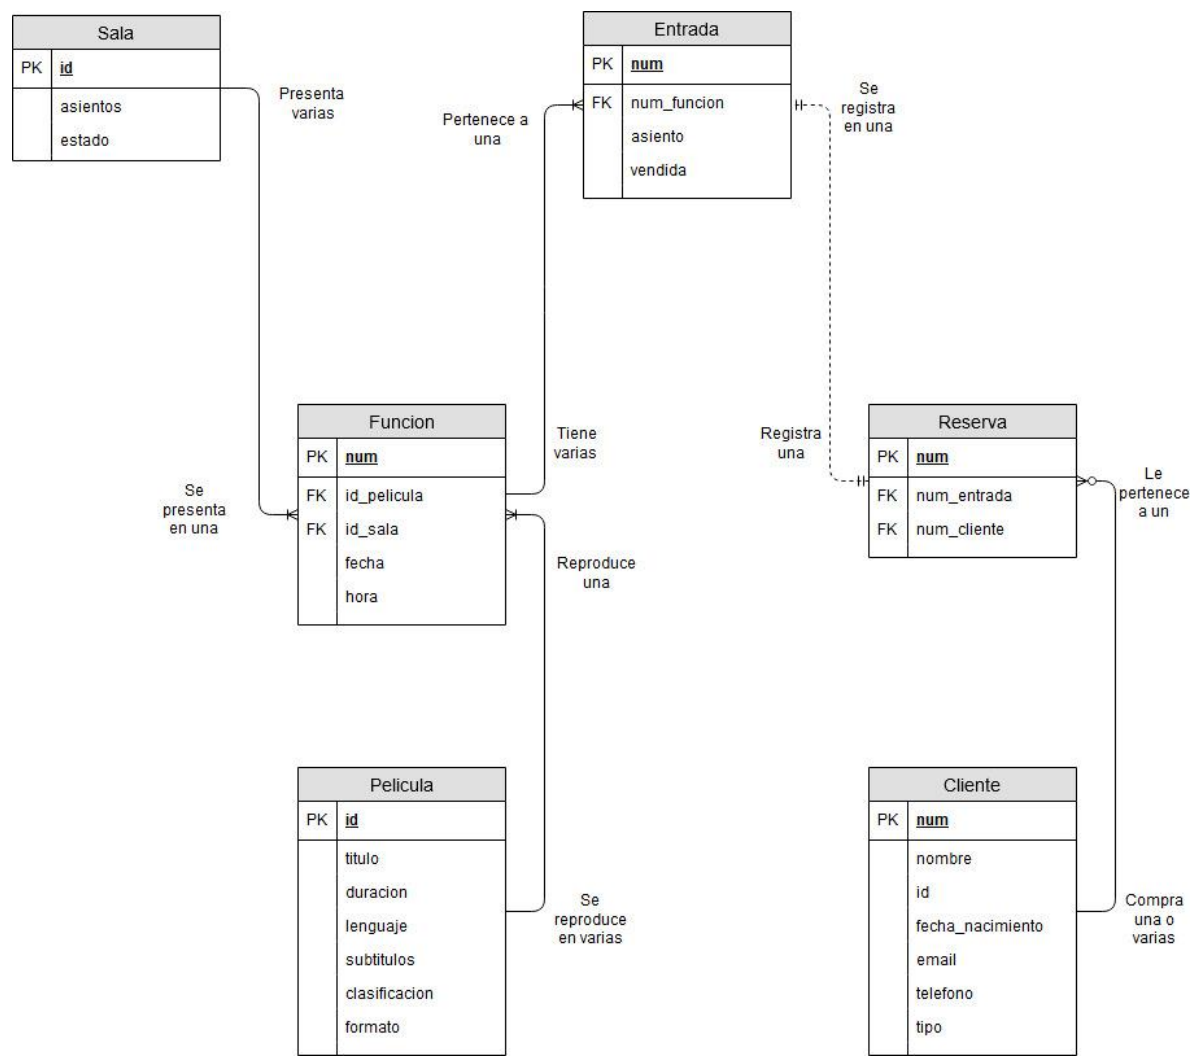 Sala
PK id
asientos
estado
Presenta
varias
Entrada
PK num
FK num_funcion
asiento
vendida
Pertenece a
una
Se
registra
en una
Funcion
PK num
FK id_pelicula
FK id_sala
fecha
hora
Se
presenta
en una
Tiene
varias
Reproduce
una
Registra
una
Reserva
PK num
FK num_entrada
FK num_cliente
Le
pertenece
a un
Pelicula
PK id
titulo
duracion
lenguaje
subtitulos
clasificacion
formato
Se
reproduce
en varias
Cliente
PK num
nombre
id
fecha_nacimiento
email
telefono
tipo
Compra
una o
varias